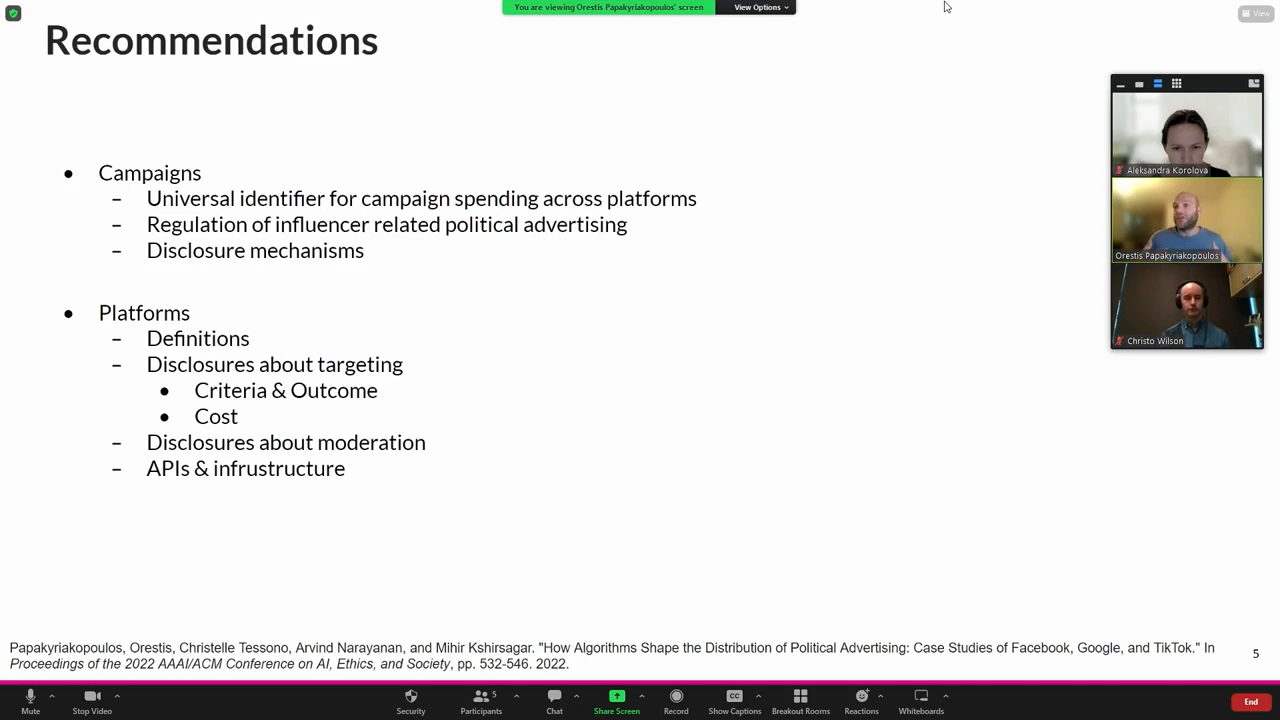 You are viewing Orestis Papakyriakopoulos' screen
View Options
View
Recommendations
Campaigns
– Universal identifier for campaign spending across platforms
– Regulation of influencer related political advertising
– Disclosure mechanisms
Platforms
– Definitions
– Disclosures about targeting
Criteria & Outcome
Cost
– Disclosures about moderation
– APIs & infrustructure
Aleksandra Korolova
Orestis Papakyriakopoulos
Christo Wilson
Papakyriakopoulos, Orestis, Christelle Tessono, Arvind Narayanan, and Mihir Kshirsagar. "How Algorithms Shape the Distribution of Political Advertising: Case Studies of Facebook, Google, and TikTok." In
Proceedings of the 2022 AAAI/ACM Conference on AI, Ethics, and Society, pp. 532-546. 2022.
5
Mute
Stop Video
Security
Participants 5
Chat
Share Screen
Record
CC
Show Captions
Breakout Rooms
Reactions
Whiteboards
End